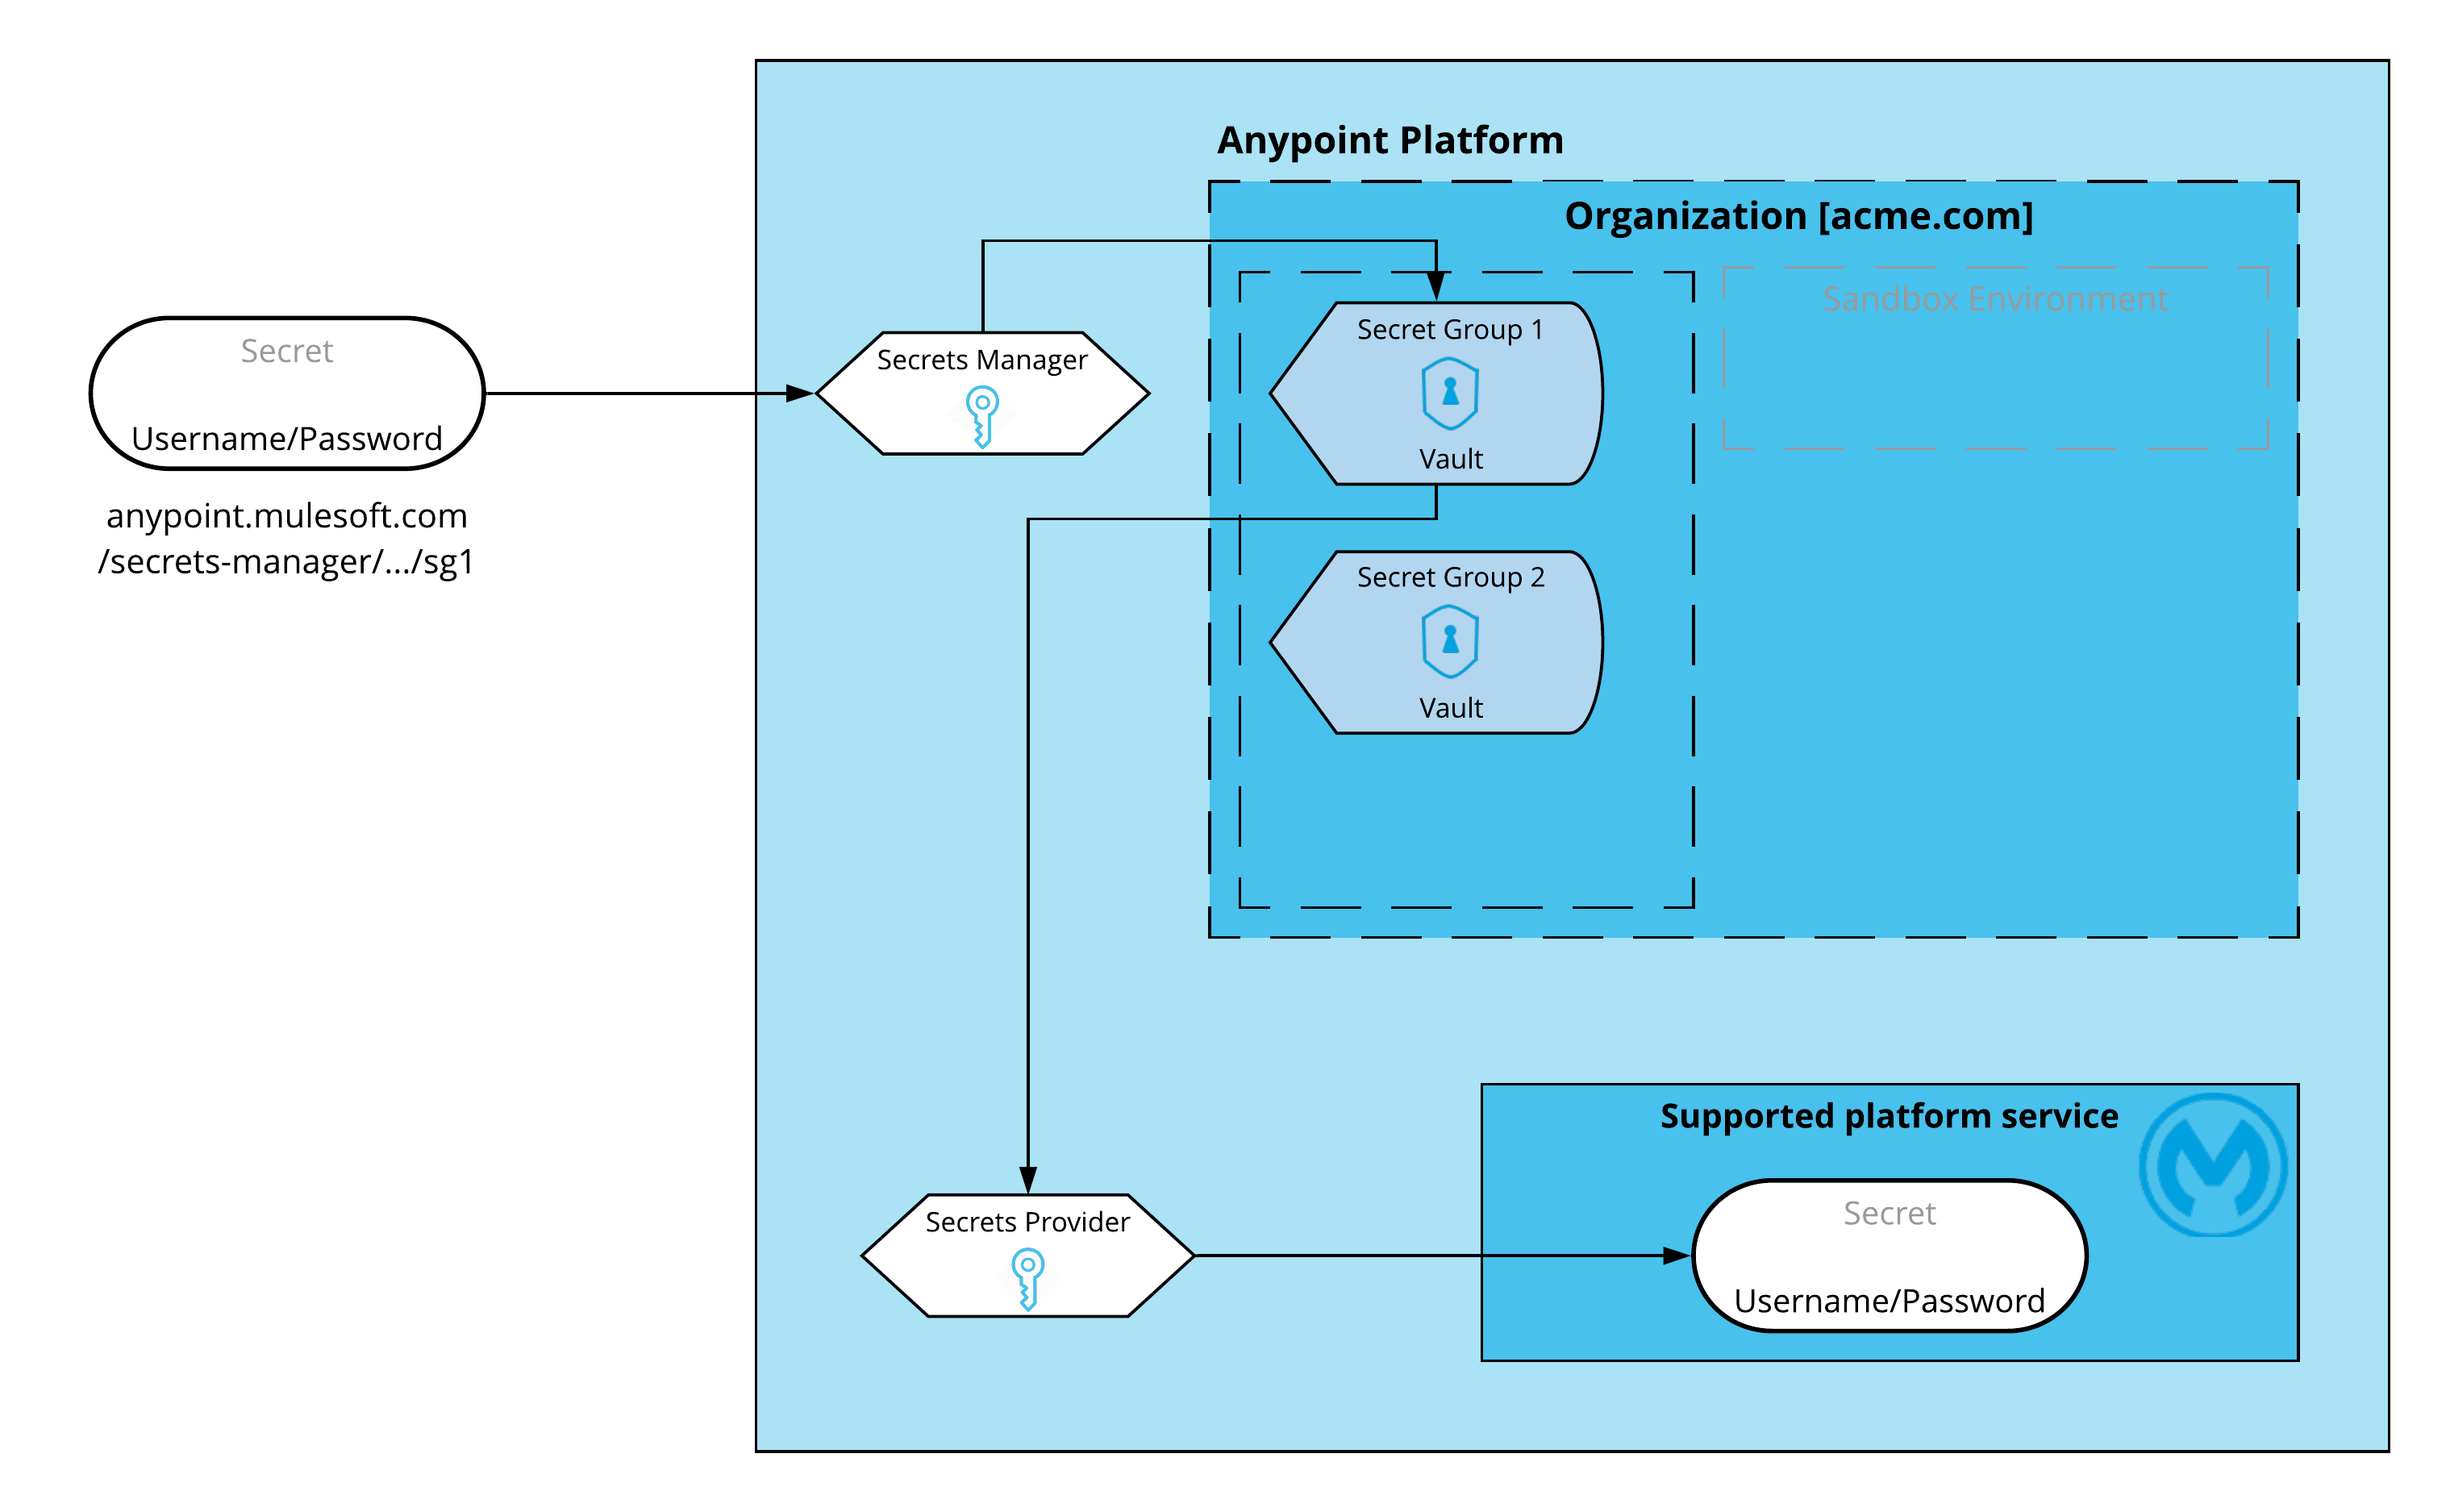 Anypoint Platform
Organization [acme.com]
Sandbox Environment
Secret
Username/Password
anypoint.mulesoft.com
/secrets-manager/.../sg1
Secrets Manager
Secret Group 1
Vault
Secret Group 2
Vault
Supported platform service
Secrets Provider
Secret
Username/Password